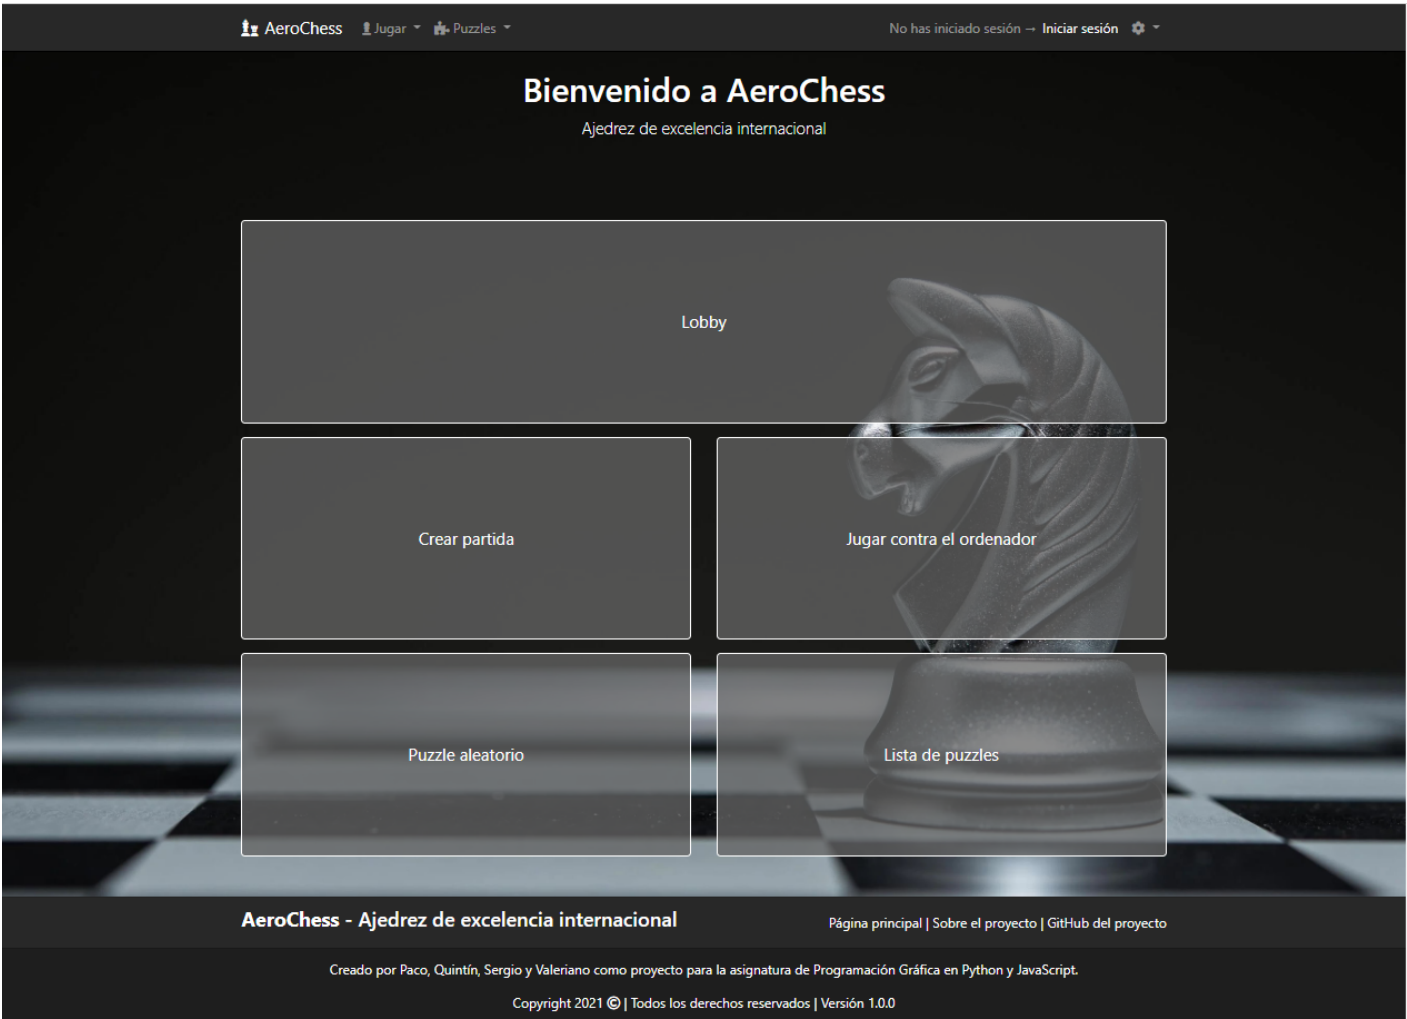 AeroChess Jugar Puzzles No has iniciado sesión → Iniciar sesión
Bienvenido a AeroChess
Ajedrez de excelencia internacional
Lobby
Crear partida
Jugar contra el ordenador
Puzzle aleatorio
Lista de puzzles
AeroChess - Ajedrez de excelencia internacional
Página principal | Sobre el proyecto | GitHub del proyecto
Creado por Paco, Quintín, Sergio y Valeriano como proyecto para la asignatura de Programación Gráfica en Python y JavaScript.
Copyright 2021 © | Todos los derechos reservados | Versión 1.0.0